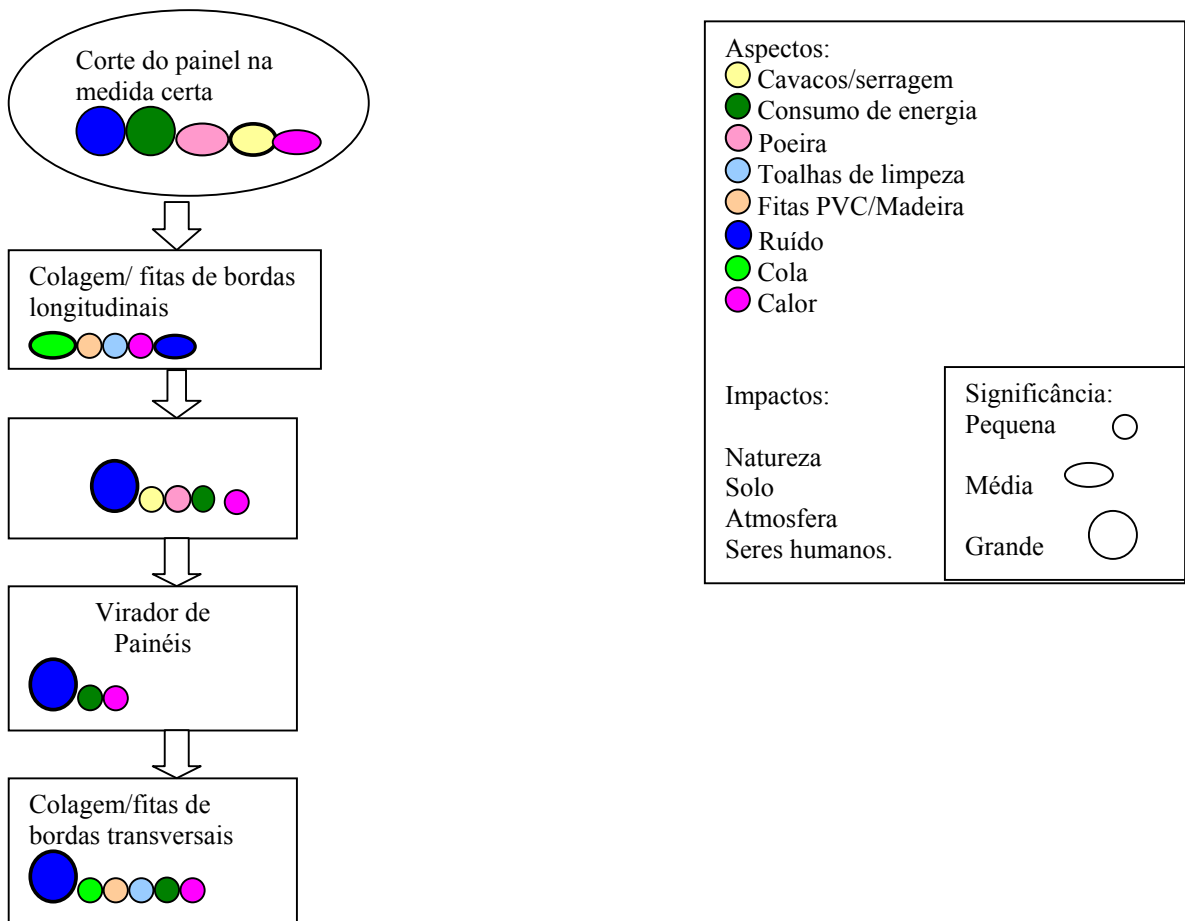 Corte do painel na
medida certa
Colagem/ fitas de bordas
longitudinais
Virador de
Painéis
Colagem/fitas de
bordas transversais
Aspectos:
Cavacos/serragem
Consumo de energia
Poeira
Toalhas de limpeza
Fitas PVC/Madeira
Ruído
Cola
Calor
Impactos:
Natureza
Solo
Atmosfera
Seres humanos.
Significância:
Pequena
Média
Grande